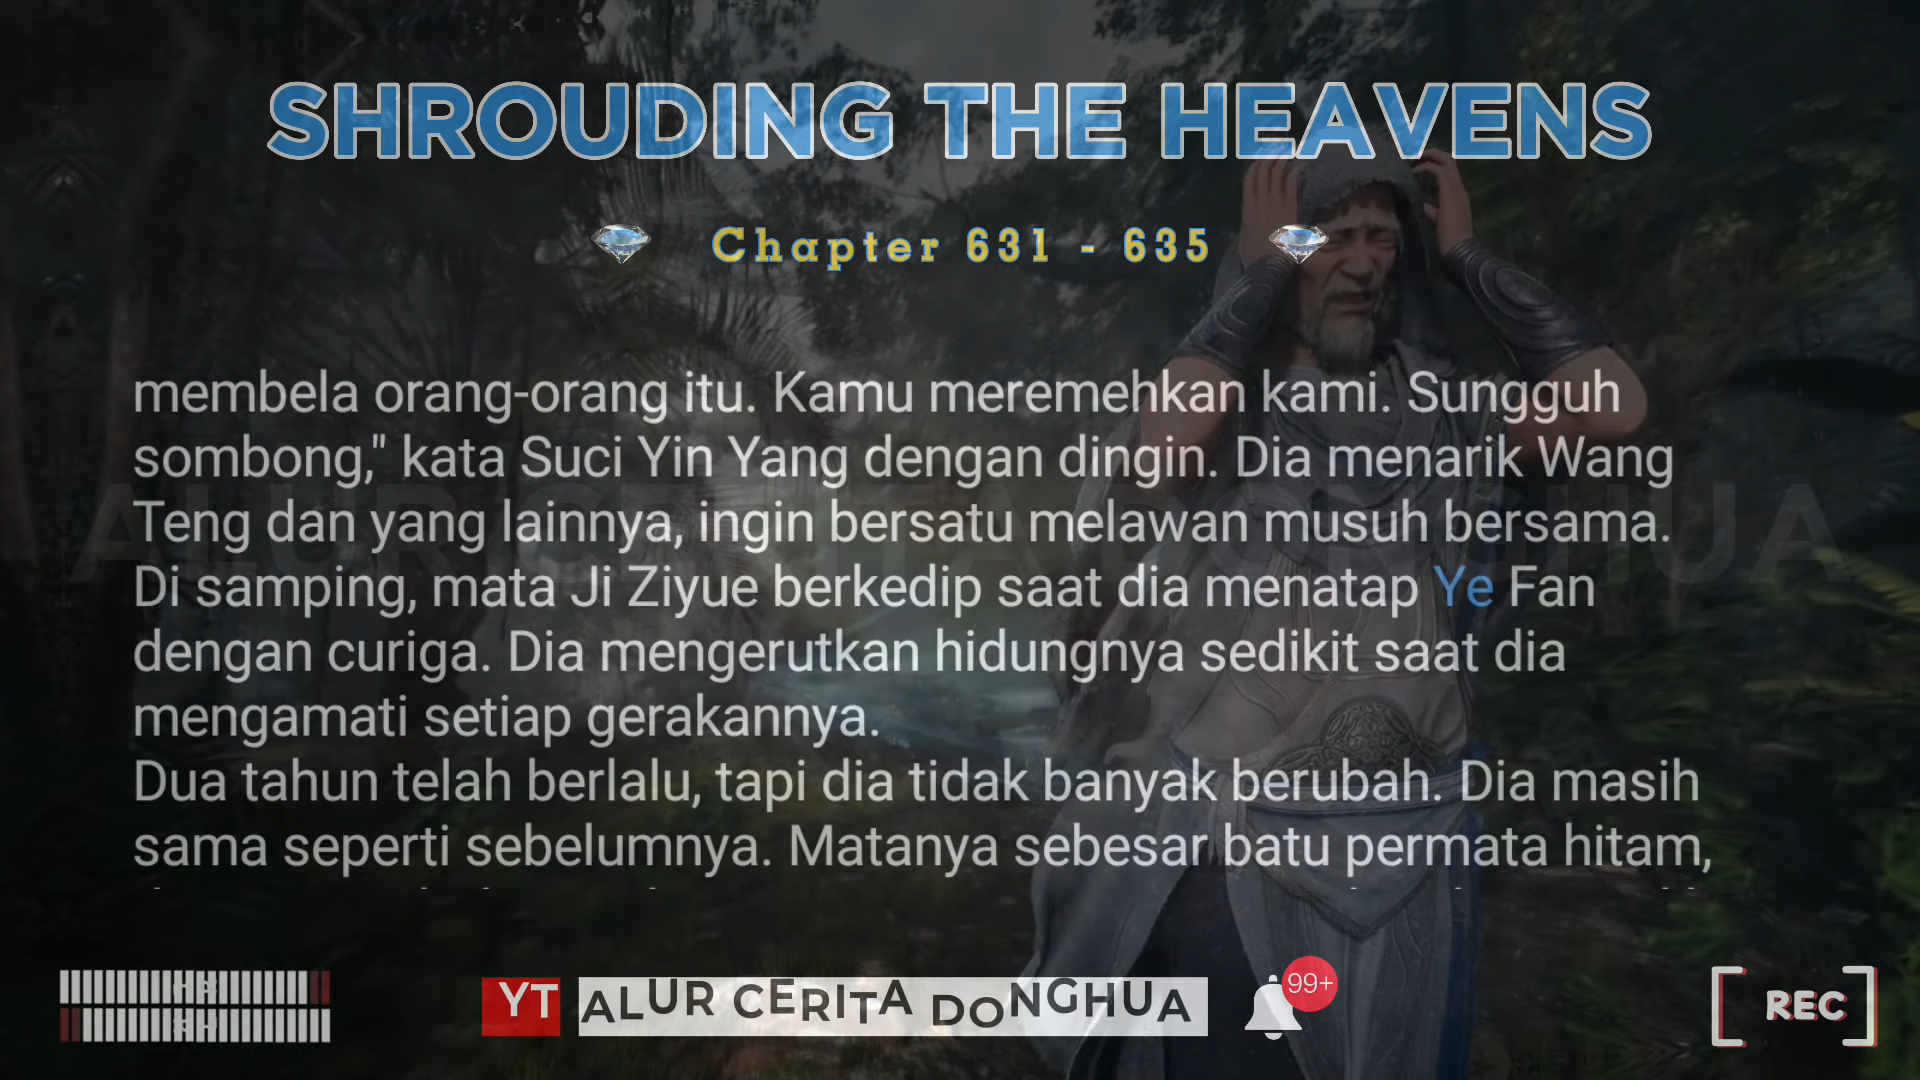 SHROUDING THE HEAVENS
Chapter 631 - 635
membela orang-orang itu. Kamu meremehkan kami. Sungguh
sombong," kata Suci Yin Yang dengan dingin. Dia menarik Wang
Teng dan yang lainnya, ingin bersatu melawan musuh bersama.
Di samping, mata Ji Ziyue berkedip saat dia menatap Ye Fan
dengan curiga. Dia mengerutkan hidungnya sedikit saat dia
mengamati setiap gerakannya.
Dua tahun telah berlalu, tapi dia tidak banyak berubah. Dia masih
sama seperti sebelumnya. Matanya sebesar batu permata hitam,
YT ALUR CERITA DONGHUA 99+
REC
ALUR CERITA DONGHUA